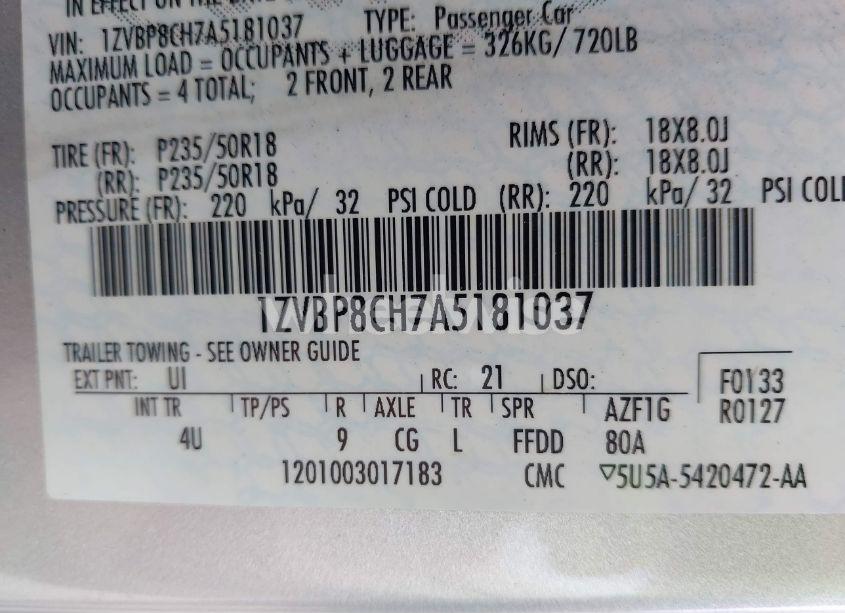 VIN: 1ZVBP8CH7A5181037 TYPE: Passenger Car
MAXIMUM LOAD = OCCUPANTS + LUGGAGE = 326KG/ 720LB
OCCUPANTS = 4 TOTAL; 2 FRONT, 2 REAR
TIRE (FR): P235/50R18 RIMS (FR): 18X8.0J
(RR): P235/50R18 (RR): 18X8.0J
PRESSURE (FR): 220 kPa/ 32 PSI COLD (RR): 220 kPa/ 32 PSI COL
1ZVBP8CH7A5181037
TRAILER TOWING - SEE OWNER GUIDE
EXT PNT: UI RC: 21 DSO: F0133
INT TR TP/PS R AXLE TR SPR AZF1G R0127
4U 9 CG L FFDD 80A
1201003017183 CMC ▽5U5A-5420472-AA